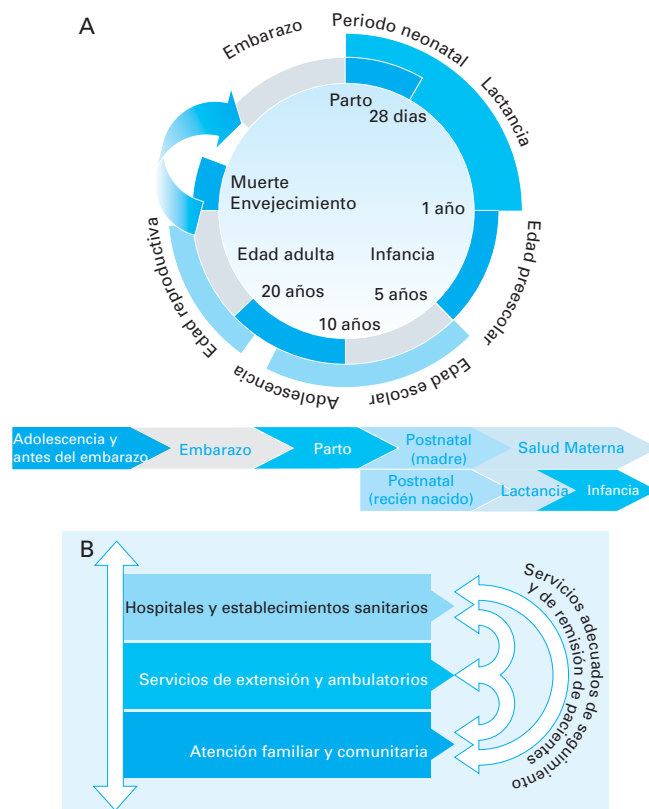 A
Embarazo
Periodo neonatal
Lactancia
Parto
28 dias
Muerte
Envejecimiento
1 año
Edad adulta
Infancia
20 años
5 años
10 años
Edad preescolar
Edad escolar
Adolescencia
Edad reproductiva
Adolescencia y
antes del embarazo
Embarazo
Parto
Postnatal
(madre)
Salud Materna
Postnatal
(recién nacido)
Lactancia
Infancia
B
Hospitales y establecimientos sanitarios
Servicios de extensión y ambulatorios
Atención familiar y comunitaria
Servicios adecuados de seguimiento
y de remisión de pacientes